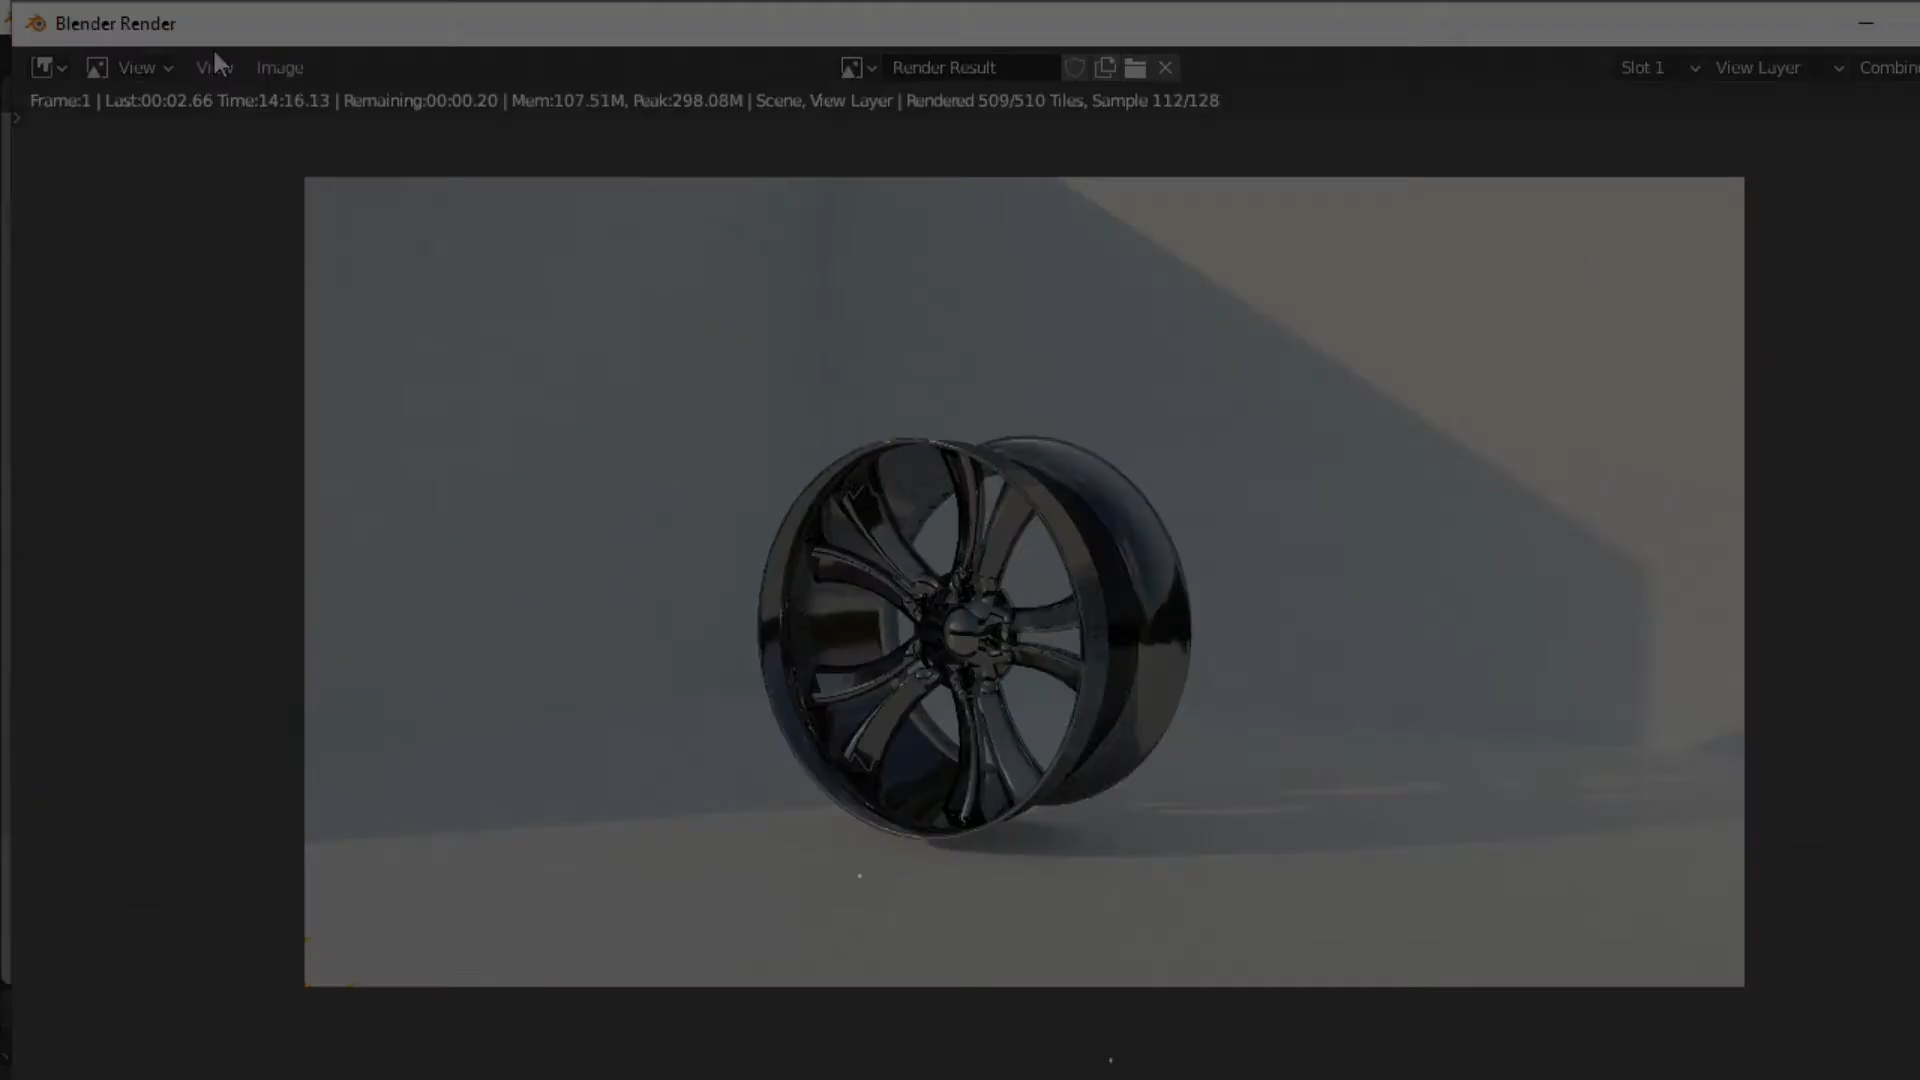 Blender Render
View View Image Render Result Slot 1 View Layer Combin
Frame:1 | Last:00:02.66 Time:14:16.13 | Remaining:00:00.20 | Mem:107.51M, Peak:298.08M | Scene, View Layer | Rendered 509/510 Tiles, Sample 112/128